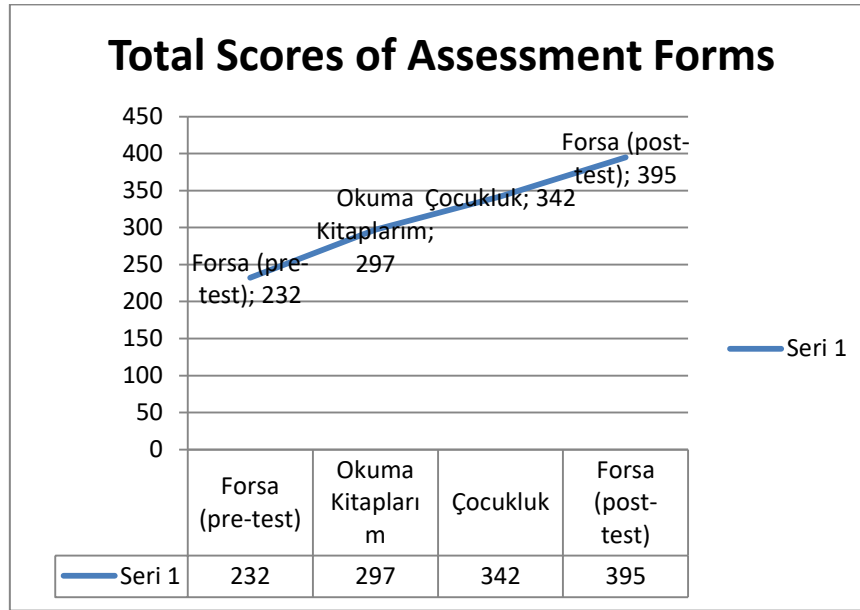 Total Scores of Assessment Forms
450
400
350
300
250
200
150
100
50
0
Forsa (pre-
test); 232
Okuma
Kitaplarım;
297
Çocukluk; 342
Forsa (post-
test); 395
Seri 1
Forsa
(pre-test)
Okuma
Kitapları
m
Çocukluk
Forsa
(post-
test)
Seri 1 232 297 342 395